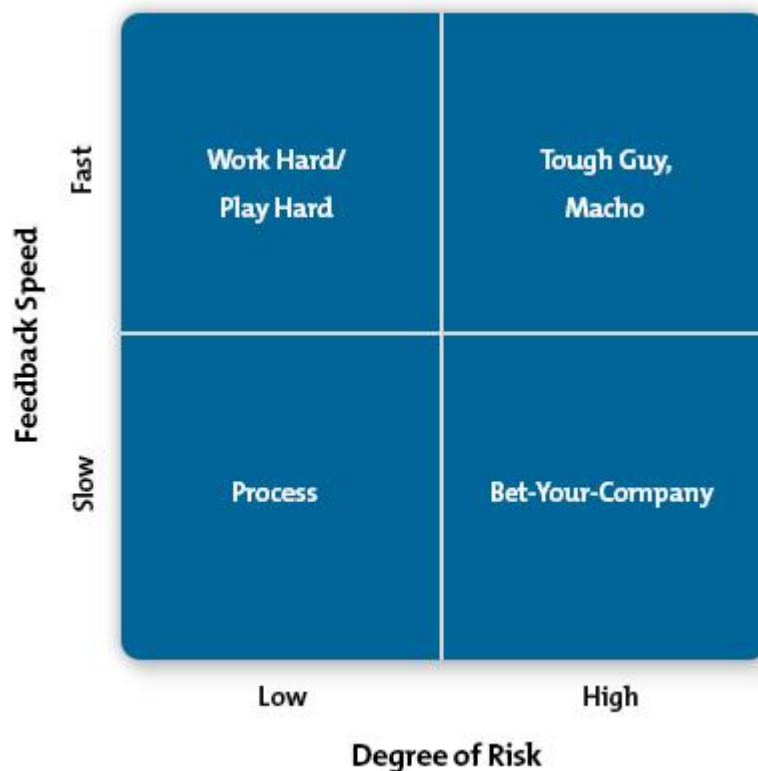 Feedback Speed
Fast
Slow
Work Hard/
Play Hard
Tough Guy,
Macho
Process
Bet-Your-Company
Low
High
Degree of Risk